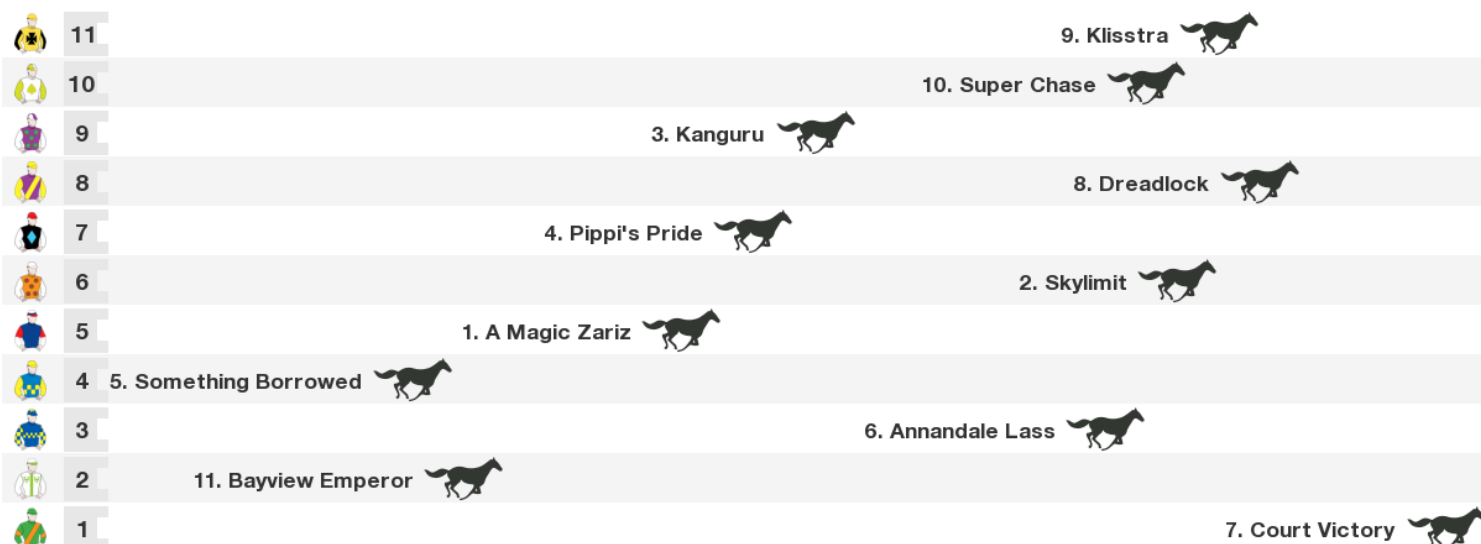 11 9. Klisstra
10 10. Super Chase
9 3. Kanguru
8 8. Dreadlock
7 4. Pippi's Pride
6 2. Skylimit
5 1. A Magic Zariz
4 5. Something Borrowed
3 6. Annandale Lass
2 11. Bayview Emperor
1 7. Court Victory